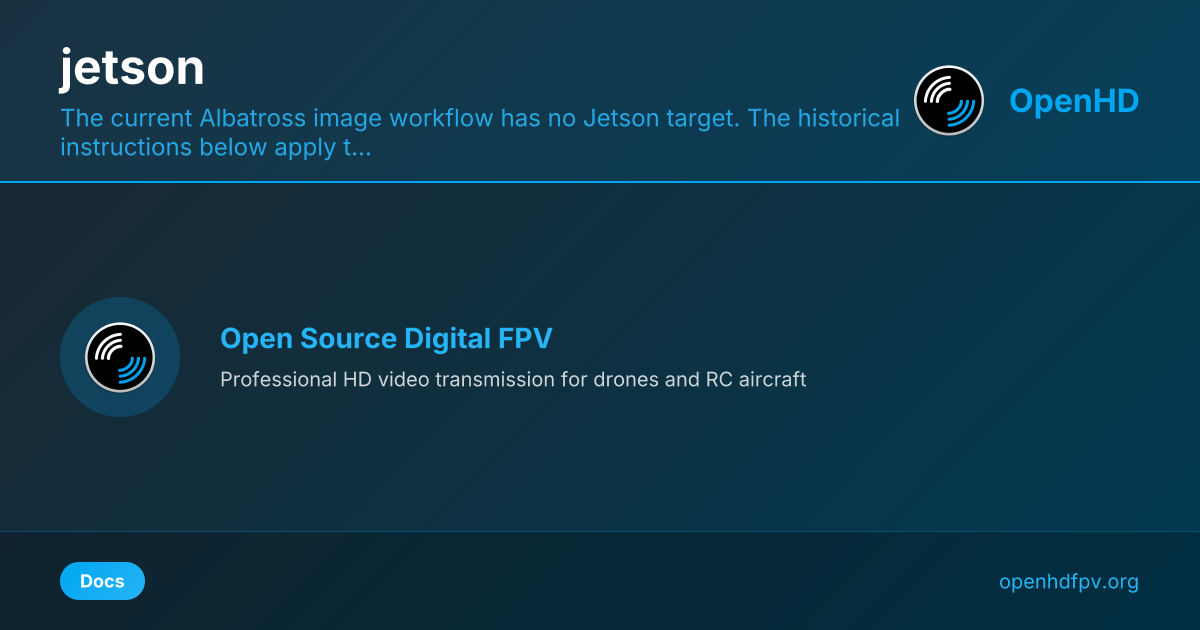 jetson
The current Albatross image workflow has no Jetson target. The historical
instructions below apply t...
OpenHD
Open Source Digital FPV
Professional HD video transmission for drones and RC aircraft
Docs
openhdfpv.org